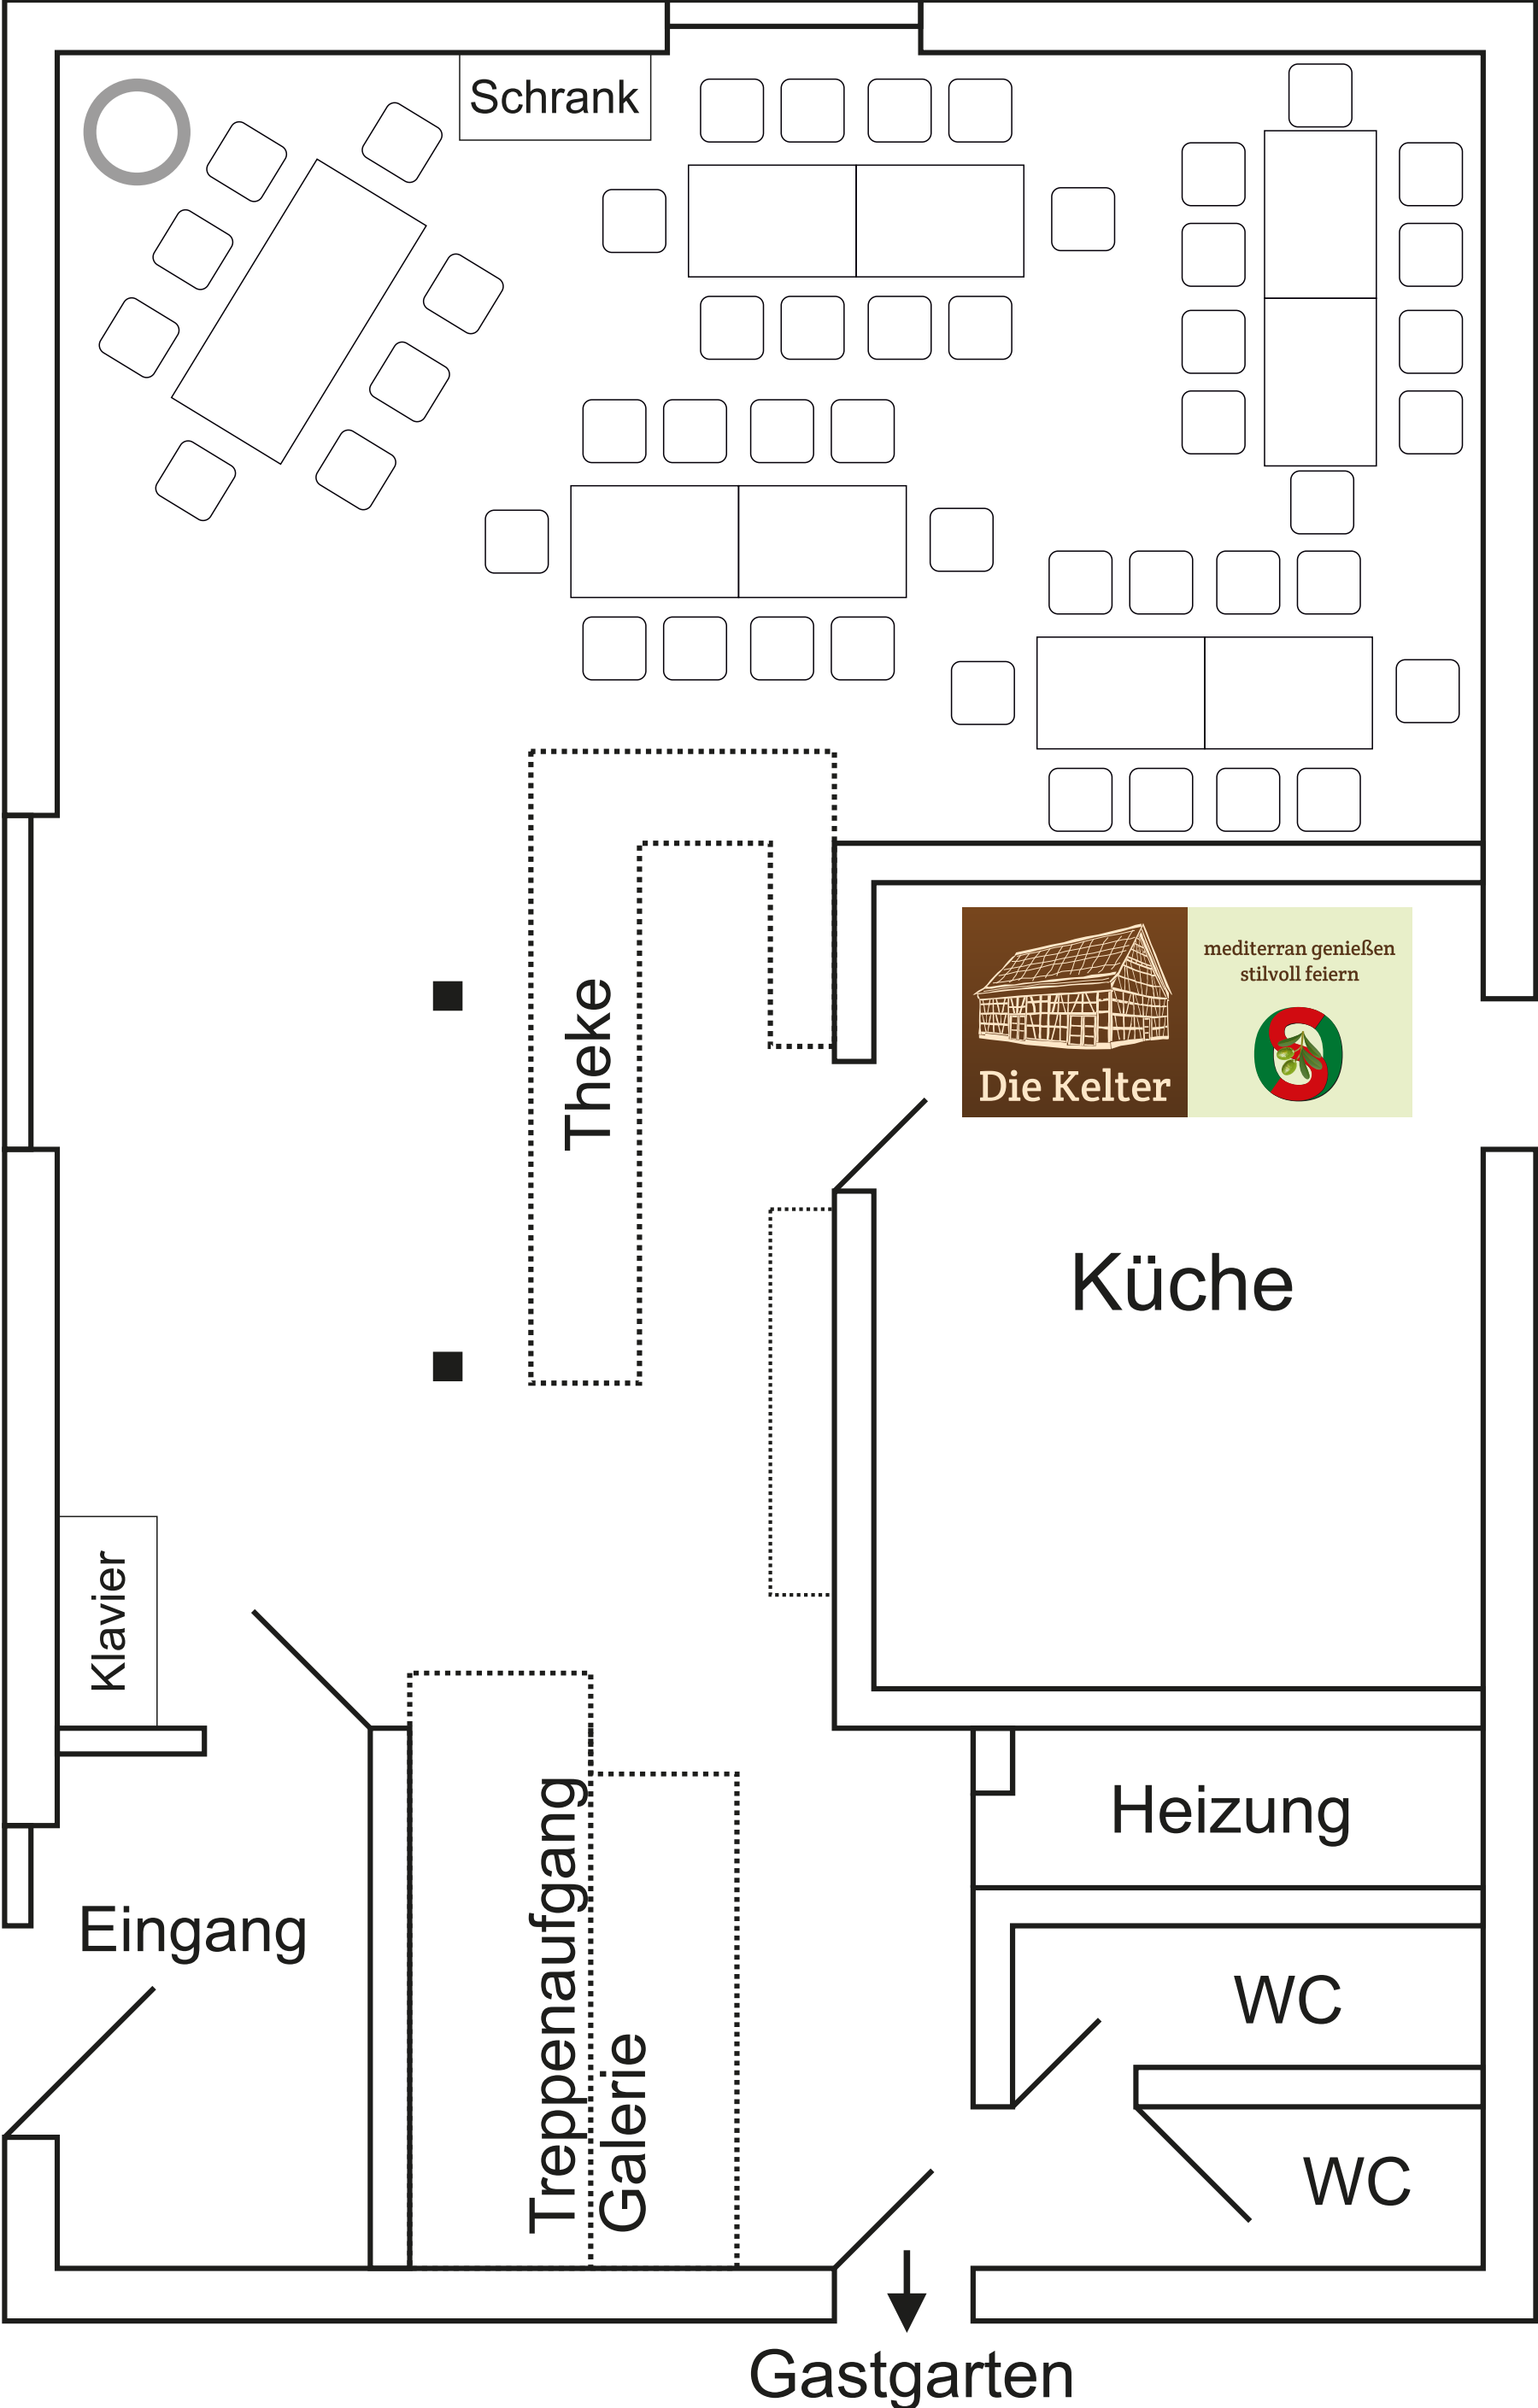 Schrank
Theke
mediterran genießen
stilvoll feiern
Die Kelter
Küche
Klavier
Heizung
Eingang
Treppenaufgang
Galerie
WC
WC
Gastgarten